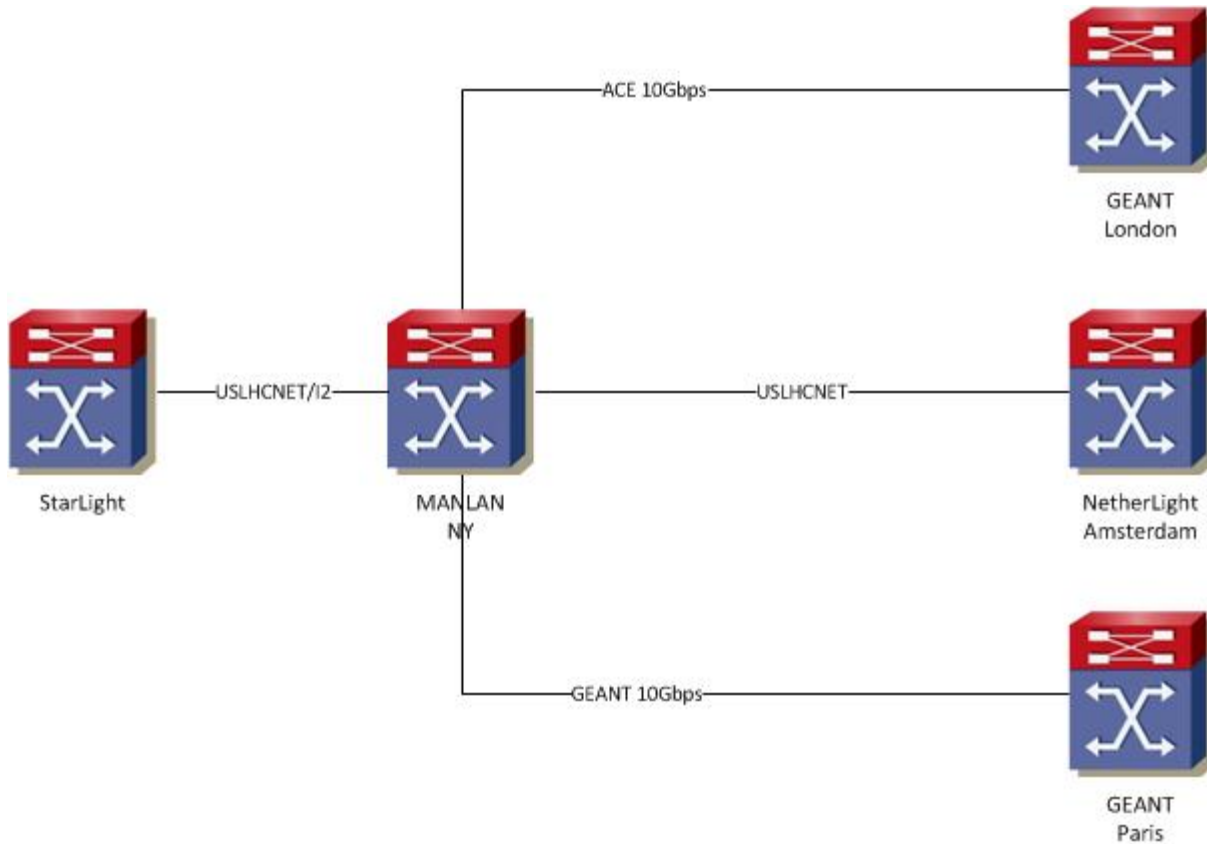 ACE 10Gbps
GEANT
London
USLHCNET/I2
USLHCNET
StarLight
MANLAN
NY
NetherLight
Amsterdam
GEANT 10Gbps
GEANT
Paris